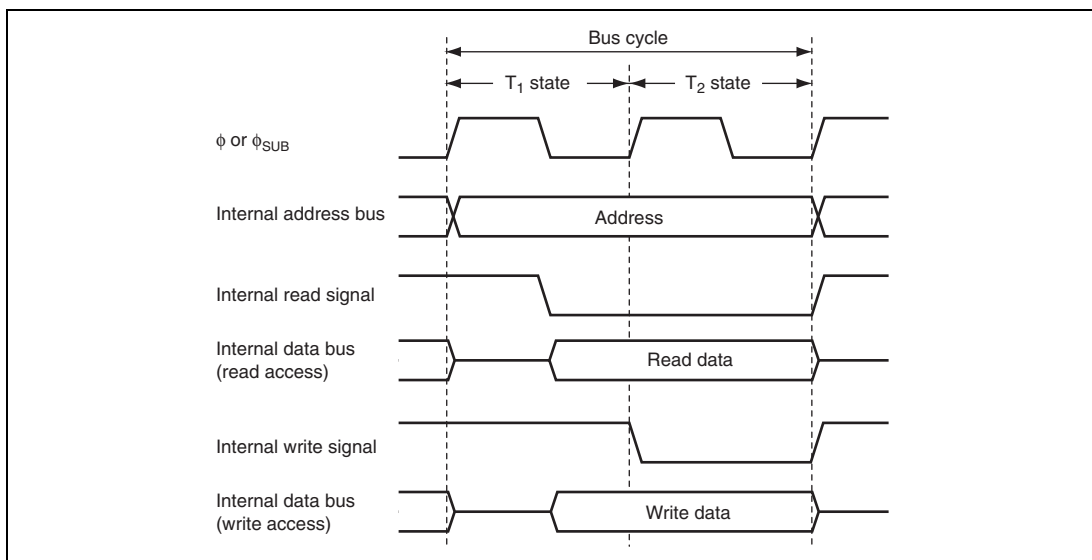 Bus cycle
T1 state
T2 state
ϕ or ϕSUB
Internal address bus
Address
Internal read signal
Internal data bus
(read access)
Read data
Internal write signal
Internal data bus
(write access)
Write data